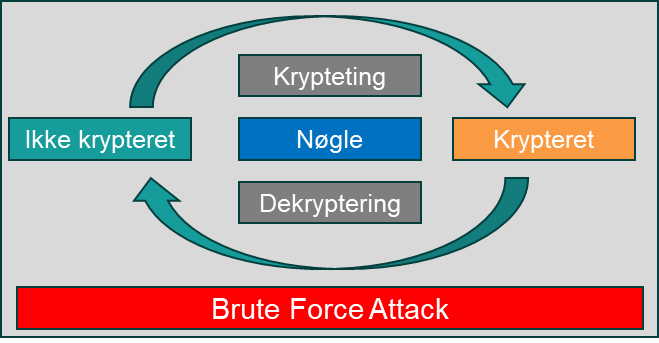 Krypteting
Ikke krypteret
Nøgle
Krypteret
Dekryptering
Brute Force Attack